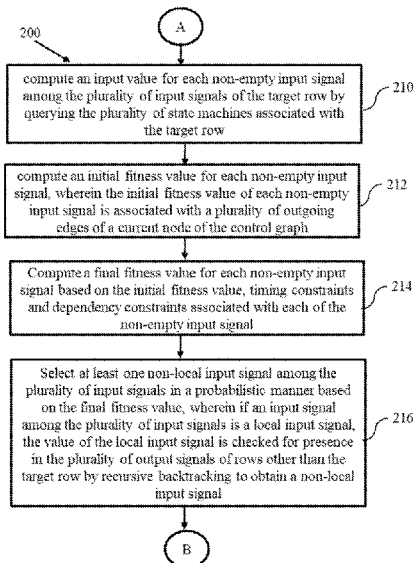 A
200
compute an input value for each non-empty input signal
among the plurality of input signals of the target row by
querying the plurality of state machines associated with
the target row
210
compute an initial fitness value for each non-empty input
signal, wherein the initial fitness value of each non-empty
input signal is associated with a plurality of outgoing
edges of a current node of the control graph
212
Compute a final fitness value for each non-empty input
signal based on the initial fitness value, timing constraints
and dependency constraints associated with each of the
non-empty input signal
214
Select at least one non-local input signal among the
plurality of input signals in a probabilistic manner based
on the final fitness value, wherein if an input signal
among the plurality of input signals is a local input signal,
the value of the local input signal is checked for presence
in the plurality of output signals of rows other than the
target row by recursive backtracking to obtain a non-local
input signal
216
B